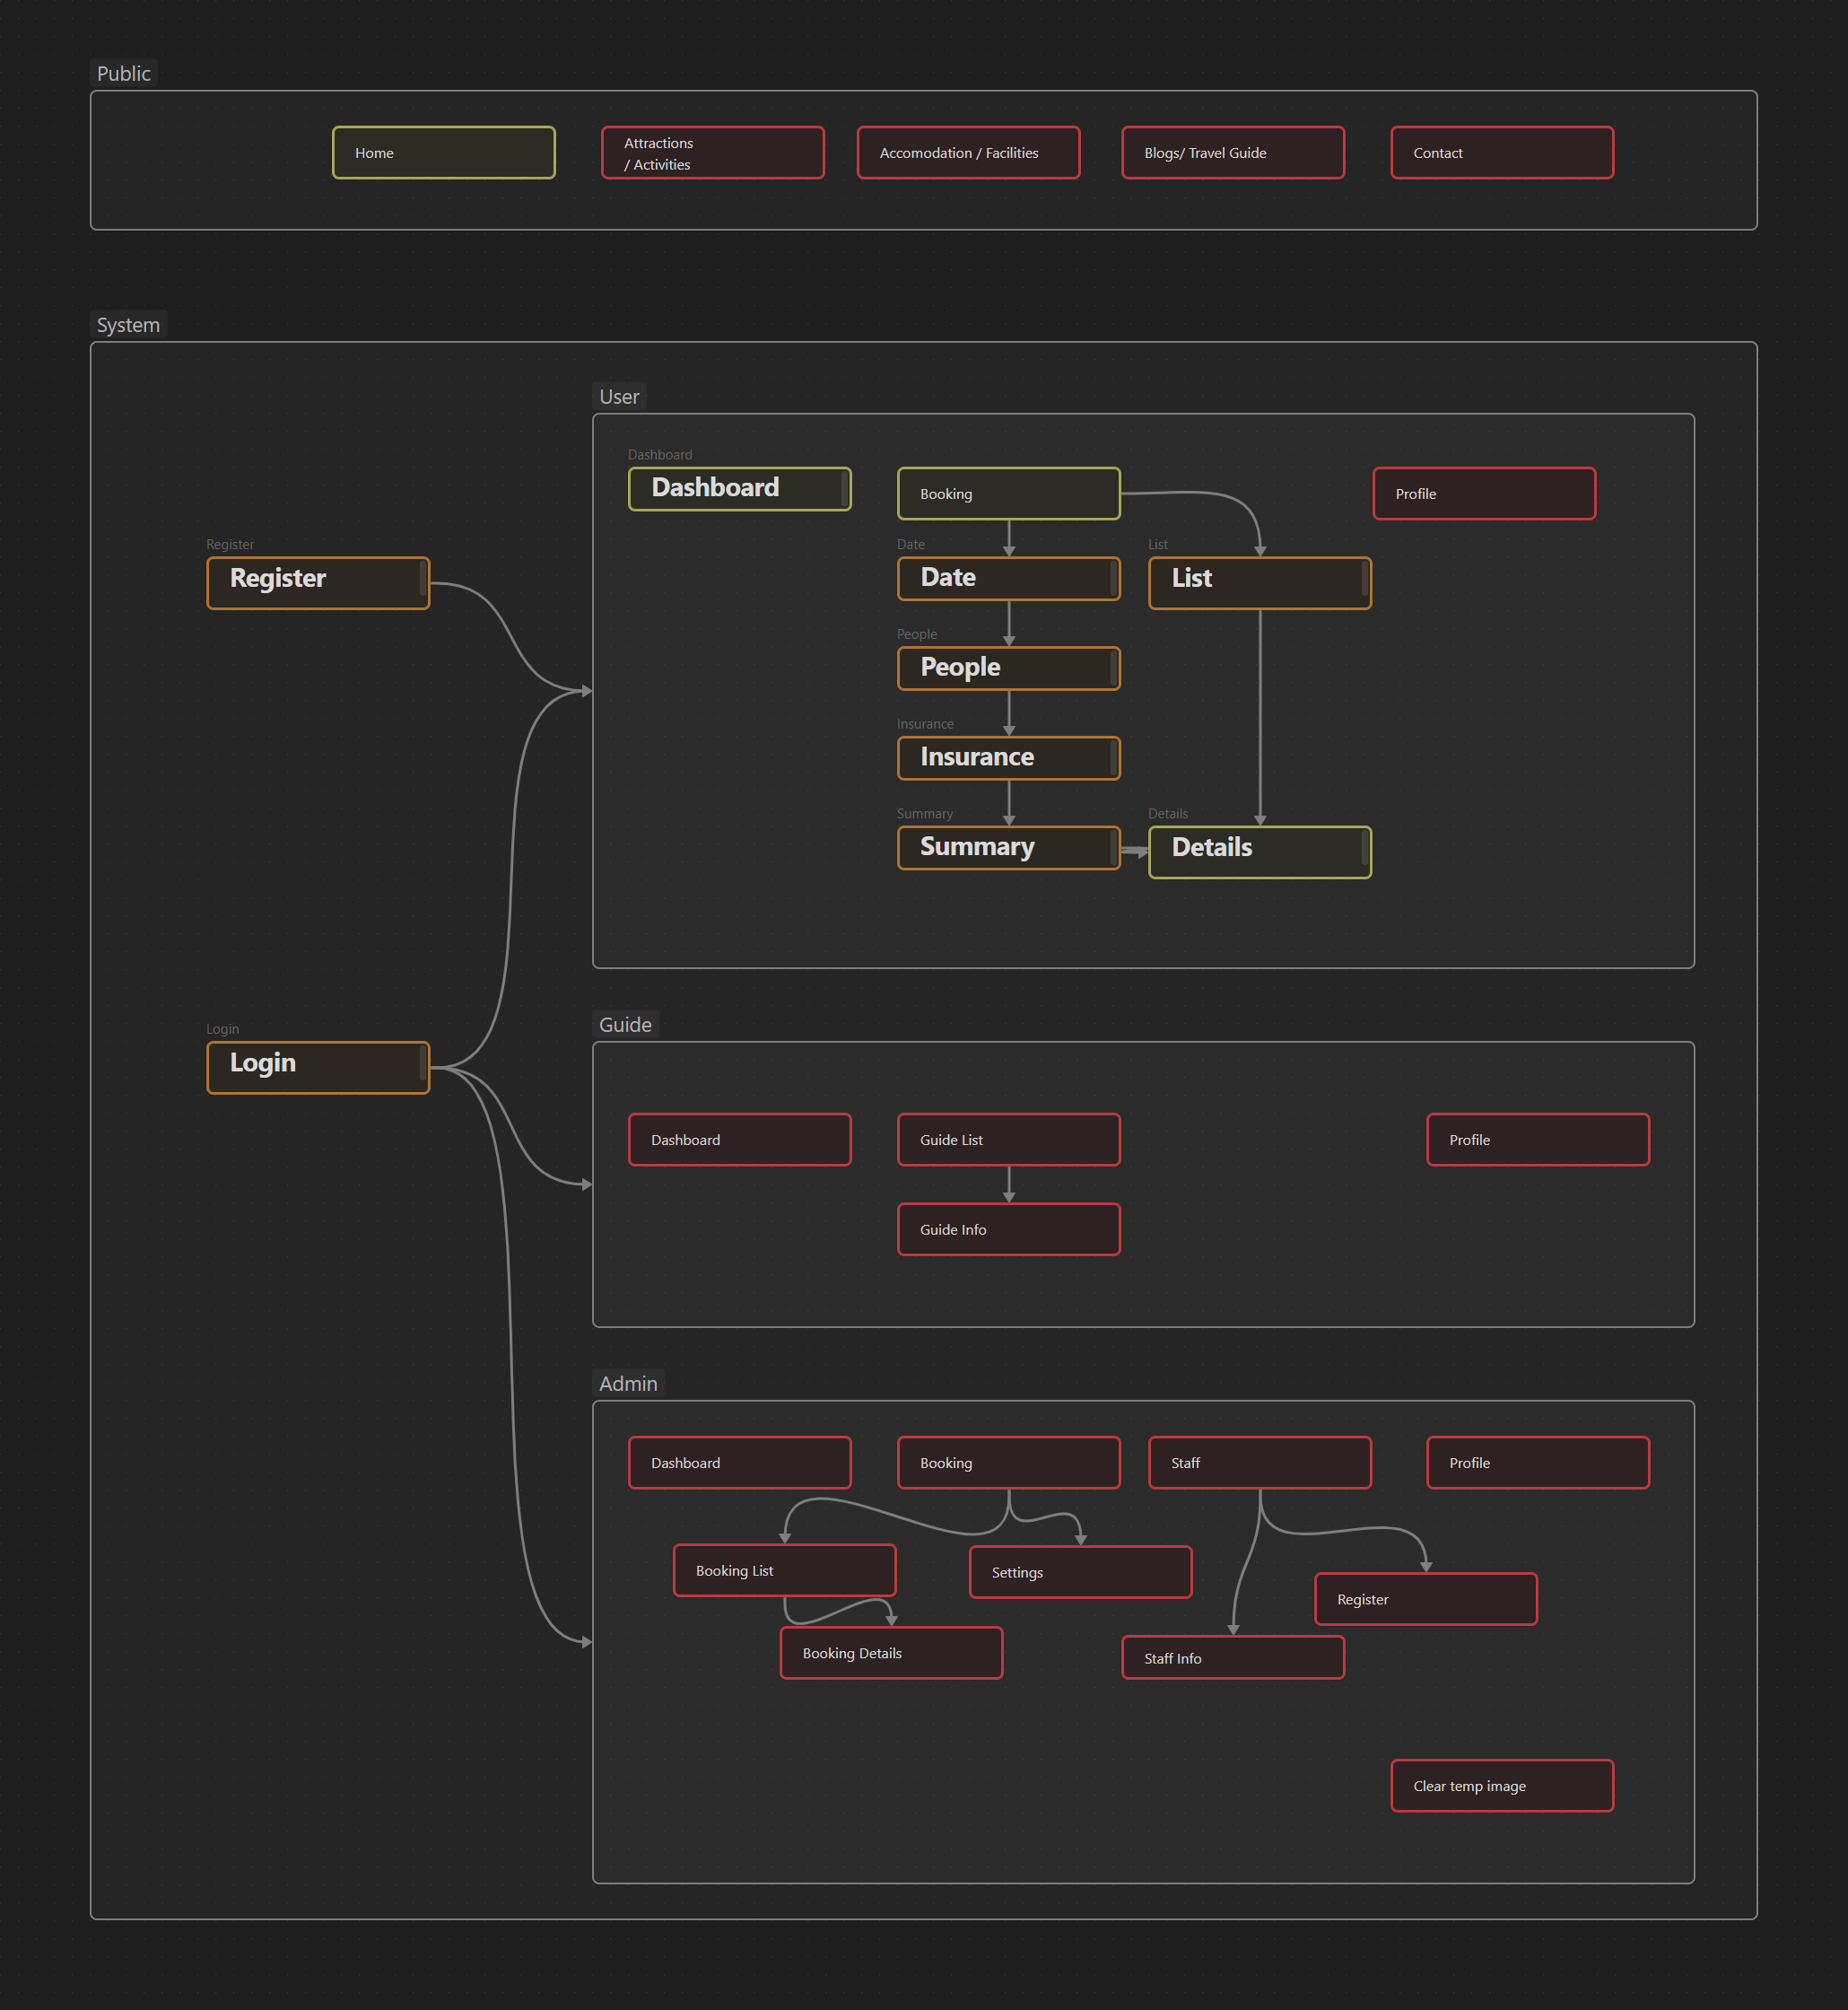 Public
Home
Attractions
/ Activities
Accomodation / Facilities
Blogs/ Travel Guide
Contact
System
User
Dashboard
Dashboard
Booking
Profile
Register
Register
Date
Date
List
List
People
People
Insurance
Insurance
Summary
Summary
Details
Details
Login
Login
Guide
Dashboard
Guide List
Profile
Guide Info
Admin
Dashboard
Booking
Staff
Profile
Booking List
Settings
Register
Booking Details
Staff Info
Clear temp image